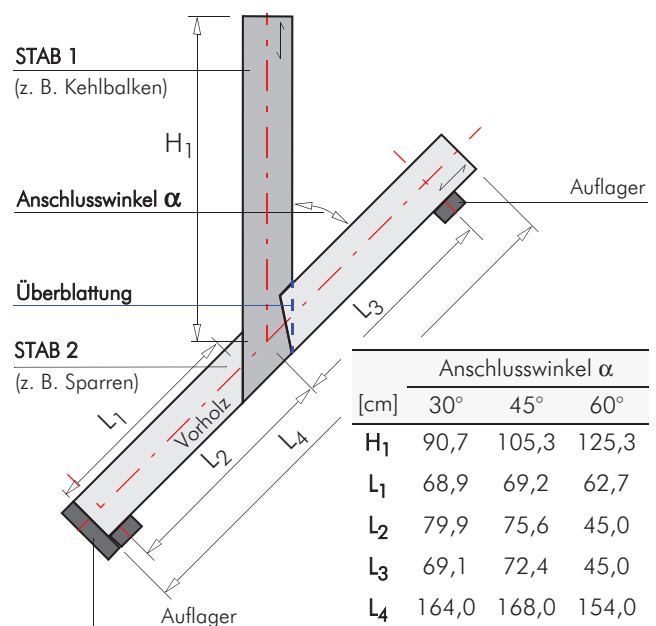 STAB 1
(z. B. Kehlbalken)
H₁
Anschlusswinkel α
Auflager
Überblattung
L₃
STAB 2
(z. B. Sparren)
L₁
Vorholz
L₂
L₄
Auflager
Anschlusswinkel α
[cm] 30° 45° 60°
H₁ 90,7 105,3 125,3
L₁ 68,9 69,2 62,7
L₂ 79,9 75,6 45,0
L₃ 69,1 72,4 45,0
L₄ 164,0 168,0 154,0